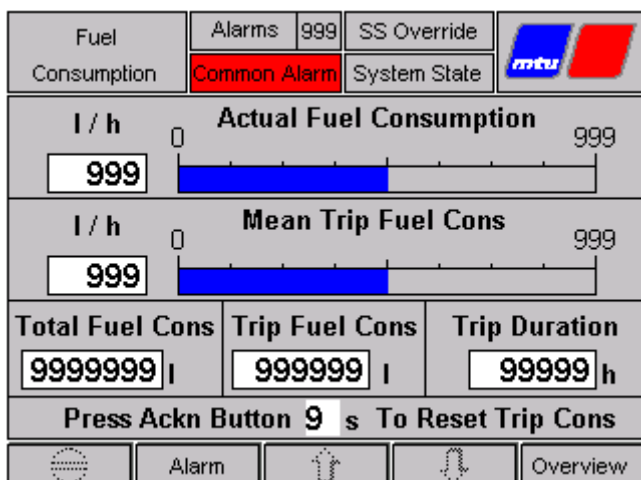 Fuel
Consumption
Alarms 999 SS Override
Common Alarm System State
mtu
l / h 0 Actual Fuel Consumption 999
999
l / h 0 Mean Trip Fuel Cons 999
999
Total Fuel Cons Trip Fuel Cons Trip Duration
9999999 l 999999 l 99999 h
Press Ackn Button 9 s To Reset Trip Cons
Alarm Overview